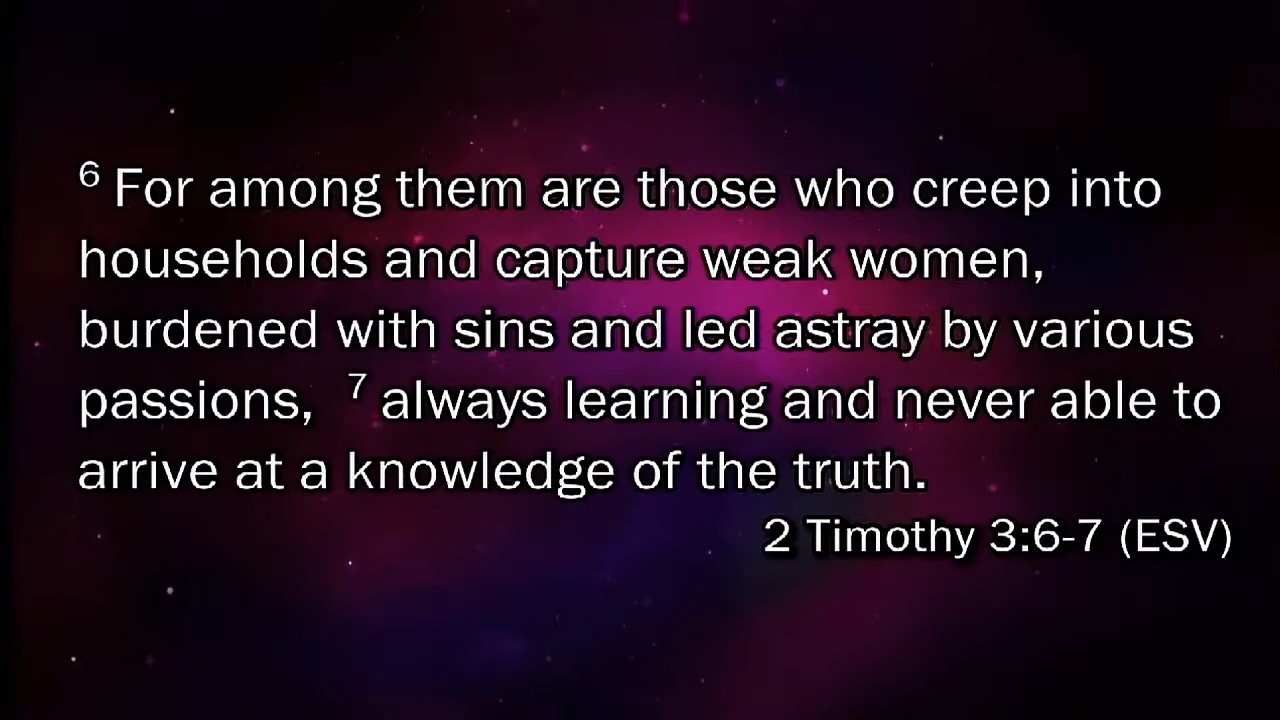 ⁶ For among them are those who creep into
households and capture weak women,
burdened with sins and led astray by various
passions, ⁷ always learning and never able to
arrive at a knowledge of the truth.
2 Timothy 3:6-7 (ESV)